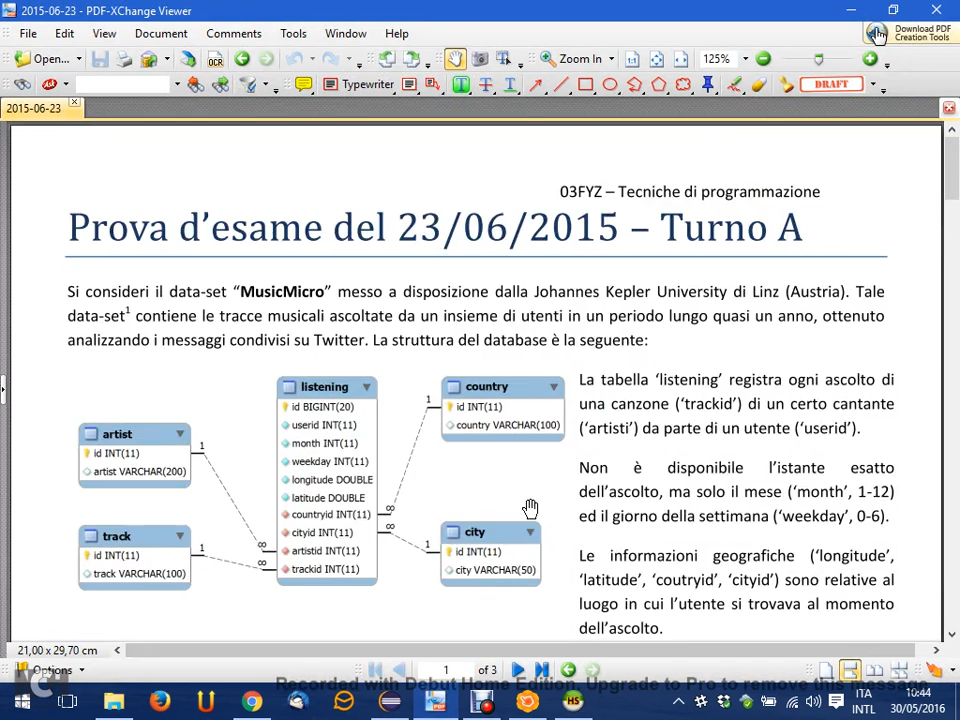 2015-06-23 - PDF-XChange Viewer
File Edit View Document Comments Tools Window Help
Download PDF
Creation Tools
Open...
OCR
Zoom In
125%
Typewriter
DRAFT
2015-06-23
03FYZ – Tecniche di programmazione
Prova d’esame del 23/06/2015 – Turno A
Si consideri il data-set “MusicMicro” messo a disposizione dalla Johannes Kepler University di Linz (Austria). Tale
data-set1 contiene le tracce musicali ascoltate da un insieme di utenti in un periodo lungo quasi un anno, ottenuto
analizzando i messaggi condivisi su Twitter. La struttura del database è la seguente:
artist
id INT(11)
artist VARCHAR(200)
track
id INT(11)
track VARCHAR(100)
1
1
∞
∞
listening
id BIGINT(20)
userid INT(11)
month INT(11)
weekday INT(11)
longitude DOUBLE
latitude DOUBLE
countryid INT(11)
cityid INT(11)
artistid INT(11)
trackid INT(11)
1
∞
∞
1
country
id INT(11)
country VARCHAR(100)
city
id INT(11)
city VARCHAR(50)
La tabella ‘listening’ registra ogni ascolto di
una canzone (‘trackid’) di un certo cantante
(‘artisti’) da parte di un utente (‘userid’).
Non è disponibile l’istante esatto
dell’ascolto, ma solo il mese (‘month’, 1-12)
ed il giorno della settimana (‘weekday’, 0-6).
Le informazioni geografiche (‘longitude’,
‘latitude’, ‘coutryid’, ‘cityid’) sono relative al
luogo in cui l’utente si trovava al momento
dell’ascolto.
21,00 x 29,70 cm
Options
1 of 3
Recorded with Debut Home Edition. Upgrade to Pro to remove this message
HS
ITA
INTL
10:44
30/05/2016